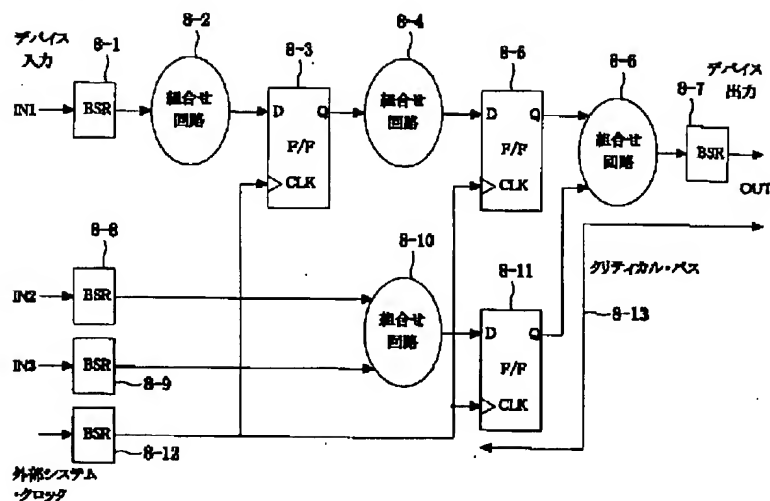 デバイス
入力
8-1
8-2
8-3
8-4
8-5
8-6
8-7
デバイス
出力
IN1
BSR
組合せ
回路
D Q
F/F
CLK
組合せ
回路
D Q
F/F
CLK
組合せ
回路
BSR
OUT
8-8
8-10
8-11
クリティカル・パス
8-13
IN2
BSR
組合せ
回路
D Q
F/F
CLK
IN3
BSR
8-9
BSR
8-12
外部システム
・クロック